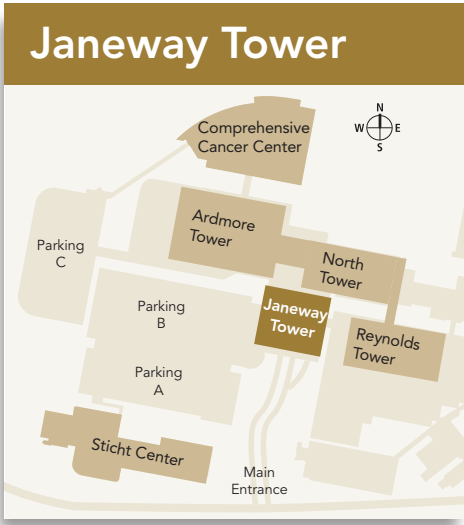 Janeway Tower
N
W E
S
Comprehensive
Cancer Center
Ardmore
Tower
North
Tower
Parking
C
Janeway
Tower
Parking
B
Reynolds
Tower
Parking
A
Sticht Center
Main
Entrance